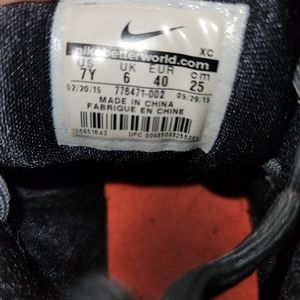 XC
nikebetterworld.com
US UK EUR cm
7Y 6 40 25
02/20/15 776471-002 05/29/15
MADE IN CHINA
FABRIQUE EN CHINE
UPC